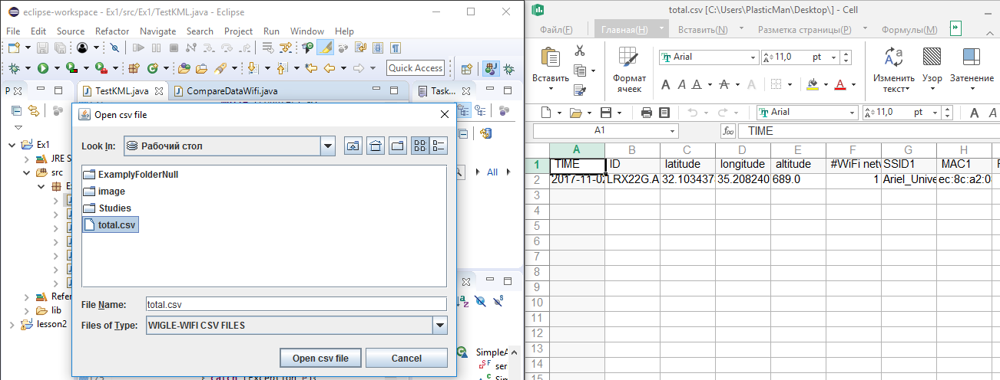 eclipse-workspace - Ex1/src/Ex1/TestKML.java - Eclipse
File Edit Source Refactor Navigate Search Project Run Window Help
Quick Access
P
TestKML.java
CompareDataWifi.java
Task...
Open csv file
Look In: Рабочий стол
ExamplyFolderNull
image
Studies
total.csv
File Name: total.csv
Files of Type: WIGLE-WIFI CSV FILES
Open csv file Cancel
Ex1
JRE S
src
Refer
lib
lesson2
All
SimpleA
ser
total.csv [C:\Users\PlasticMan\Desktop\] - Cell
Файл(F) Главная(H) Вставить(N) Разметка страницы(P) Формулы(M)
Вставить
Формат ячеек
Arial 11,0 pt
Изменить текст
Узор
Затенение
Arial 11,0 pt
A1 TIME
A B C D E F G H
1 TIME ID latitude longitude altitude #WiFi netw SSID1 MAC1
2 2017-11-02 LRX22G.A 32.103437 35.208240 689.0 1 Ariel_Unive ec:8c:a2:0
3
4
5
6
7
8
9
10
11
12
13
14
15